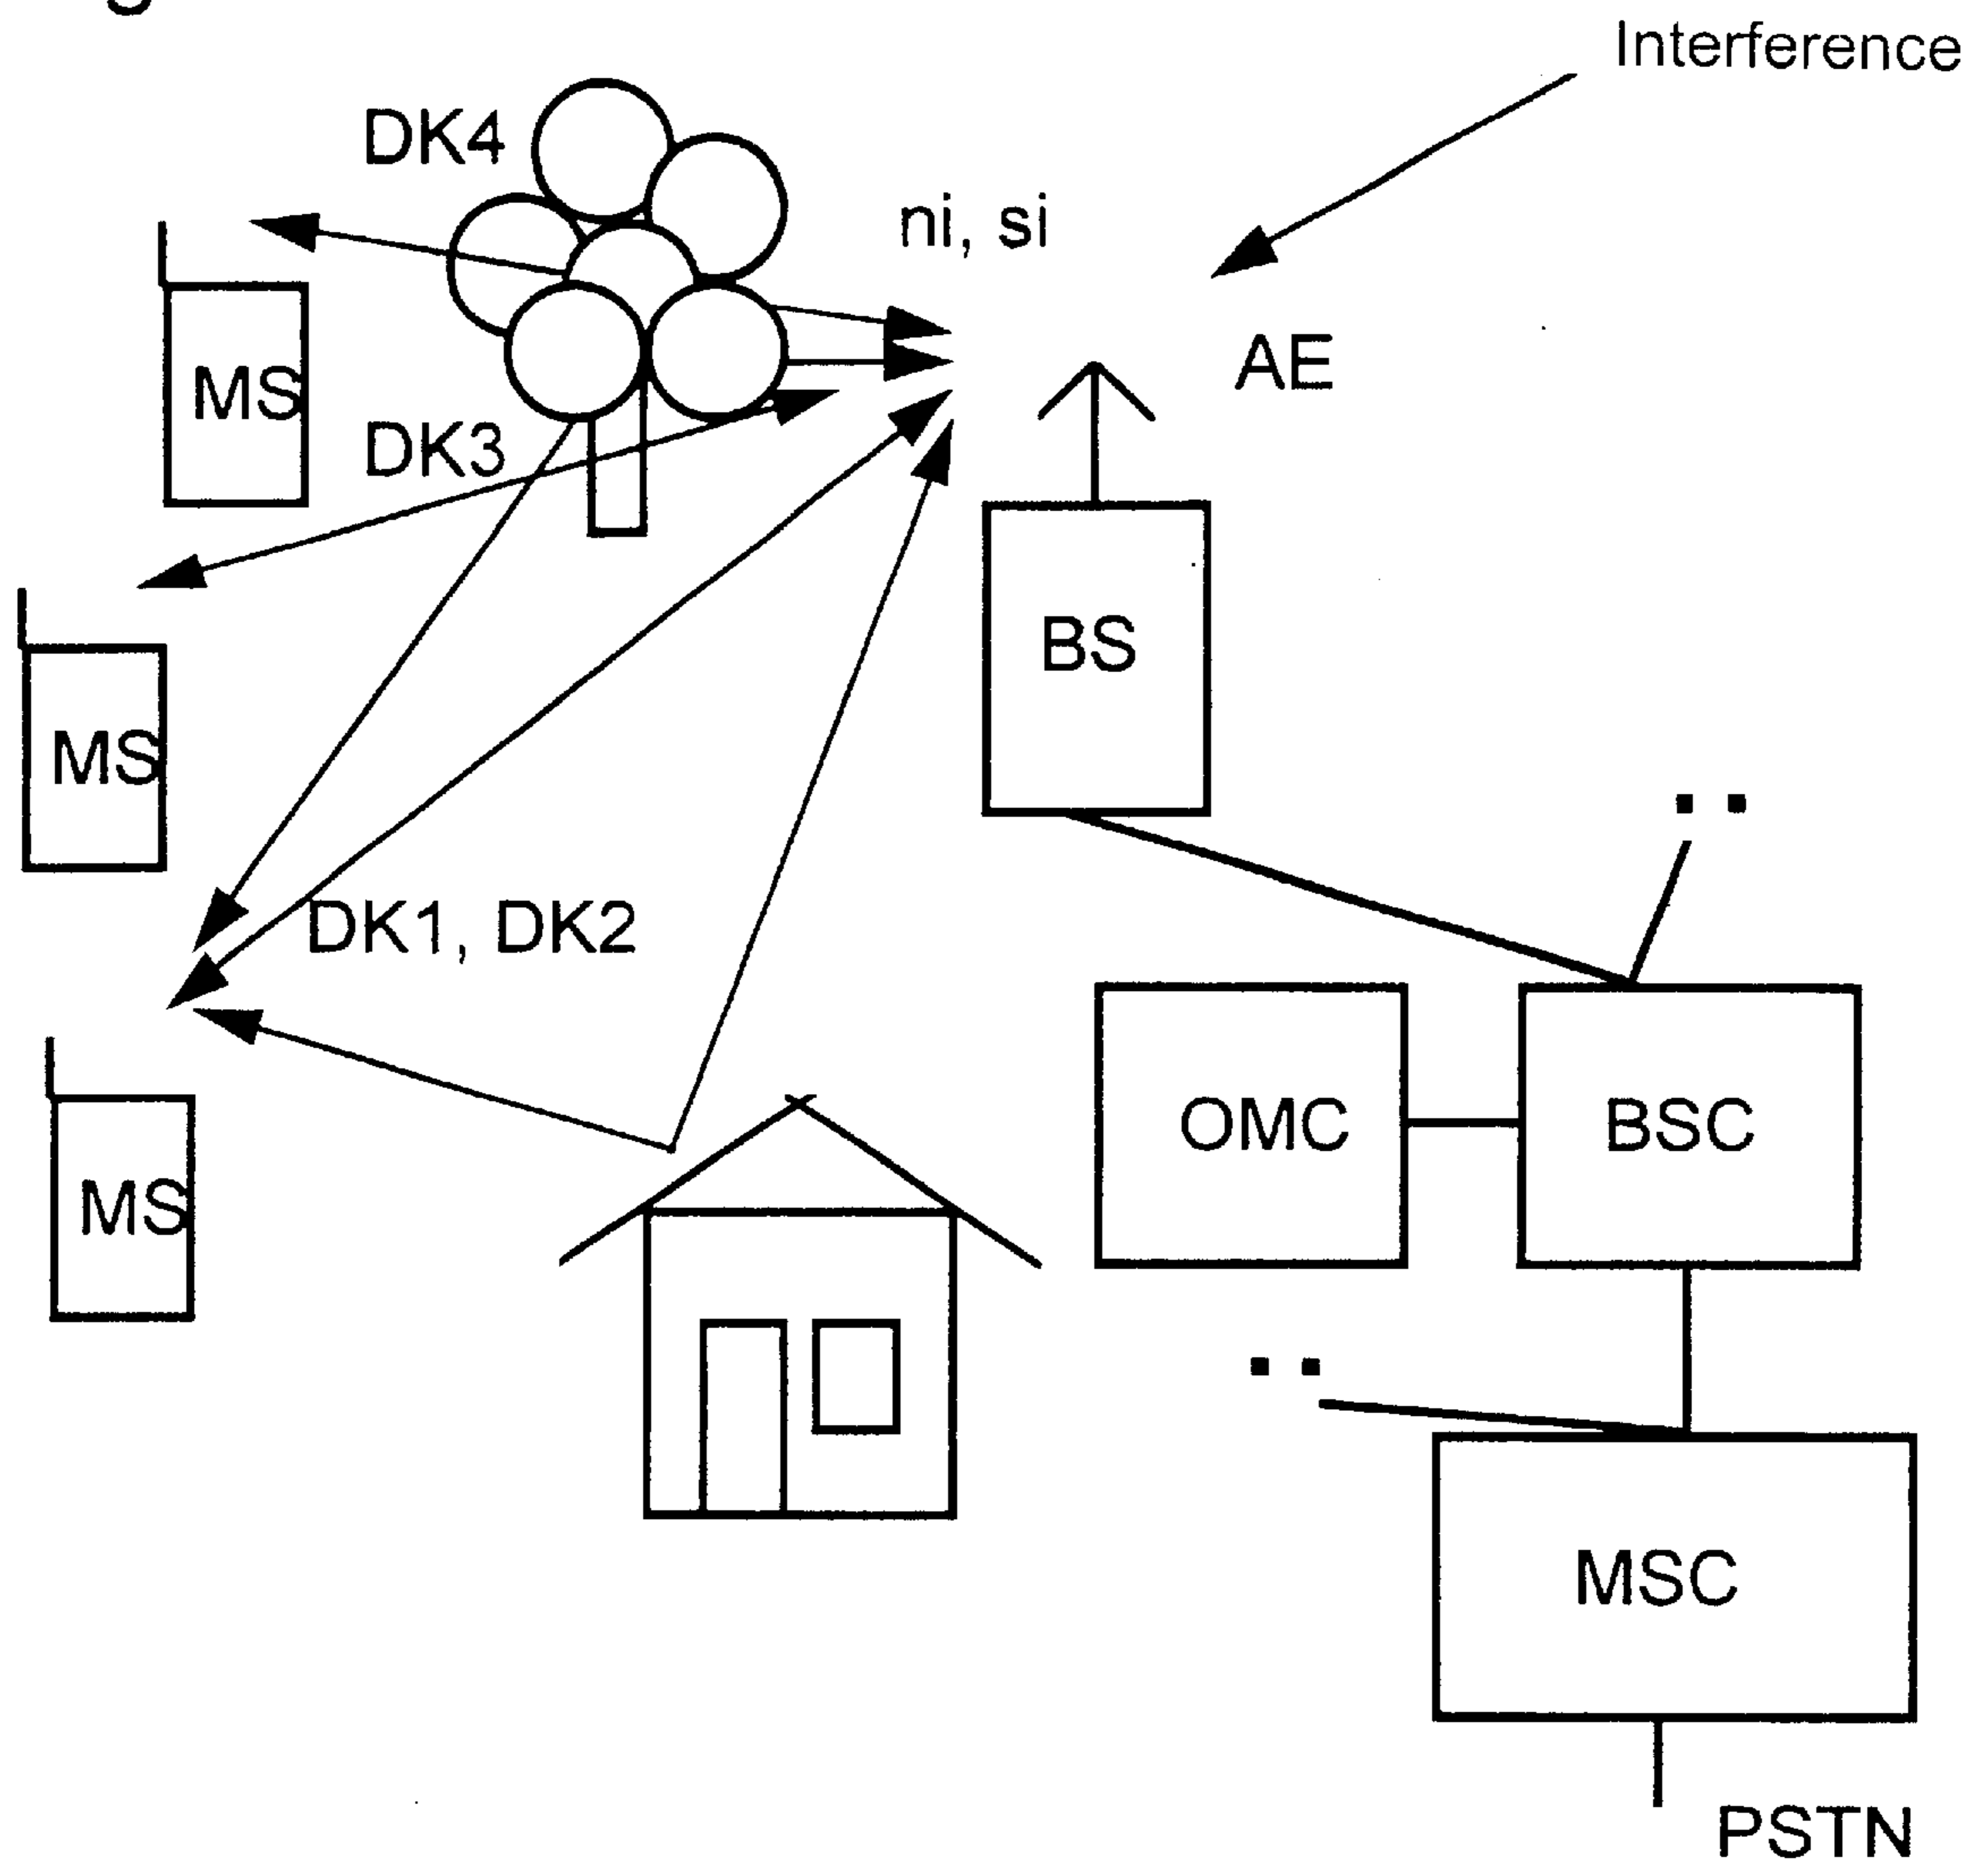 Interference
DK4
ni, si
AE
MS
DK3
BS
MS
DK1, DK2
OMC
BSC
MS
MSC
PSTN